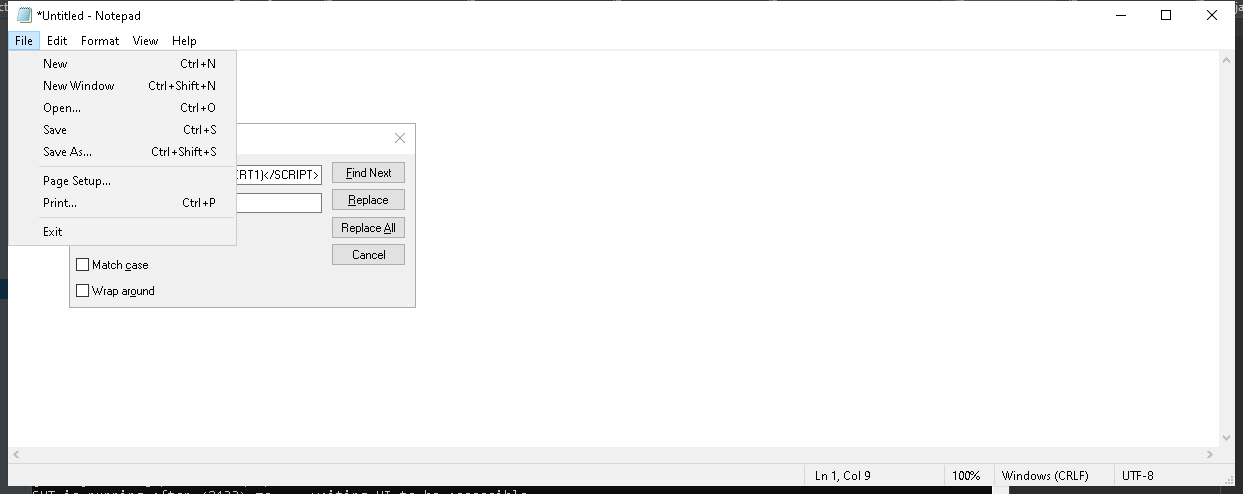 *Untitled - Notepad
File Edit Format View Help
New Ctrl+N
New Window Ctrl+Shift+N
Open... Ctrl+O
Save Ctrl+S
Save As... Ctrl+Shift+S
Page Setup...
Print... Ctrl+P
Exit
RT1)</SCRIPT>
Find Next
Replace
Replace All
Cancel
Match case
Wrap around
Ln 1, Col 9 100% Windows (CRLF) UTF-8